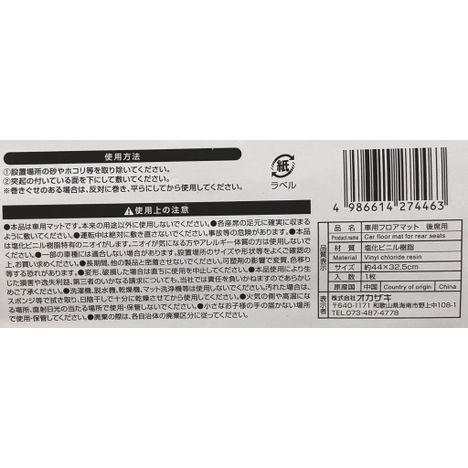 使用方法
①設置場所の砂やホコリ等を取り除いてください。
②突起の付いている面を下にして敷いてください。
※巻きぐせのある場合は、反対に巻き、平らにしてから使用してください。
紙
ラベル
4 986614 274463
使用上の注意
●本品は車用マットです。本来の用途以外に使用しないでください。●各座席の足元に確実に収まる
ように敷いてください。●運転中は絶対に敷き直さないでください。事故等の危険があります。●本品
は塩化ビニル樹脂特有のニオイがします。ニオイが気になる方やアレルギー体質の方は使用しな
いでください。●一部の車種には適合しない場合があります。設置場所のサイズや形状等をよくご確認の
上、お買い求めください。●長期間、他の製品と密着させないでください。可塑剤の影響で変質、色移り
等する恐れがあります。●変形、破損した場合は直ちに使用を中止してください。●当商品の使用により生
じた損害や逸失利益、第三者のいかなる請求についても、当社では一切その責任を負いません。あらかじめご了承
ください。●洗濯機、脱水機、乾燥機、マット洗浄機等は使用しないでください。汚れた場合は、
スポンジ等で拭き取り、日陰干しで十分に乾燥させてから使用してください。●火気の側や高温にな
る場所、直射日光の当たる場所で使用・保管しないでください。●小さなお子様の手の届かない場所
で使用・保管してください。●廃棄の際は、各自治体の廃棄区分に従ってください。
品質表示
品名 車用フロアマット 後席用
Product name Car floor mat for rear seats
材質 塩化ビニル樹脂
Material Vinyl chloride resin
サイズ 約44×32.5cm
入数 1枚
原産国 中国 Country of origin China
表示者
株式会社オカザキ
〒640-1171 和歌山県海南市野上中108-1
TEL.073-487-4778